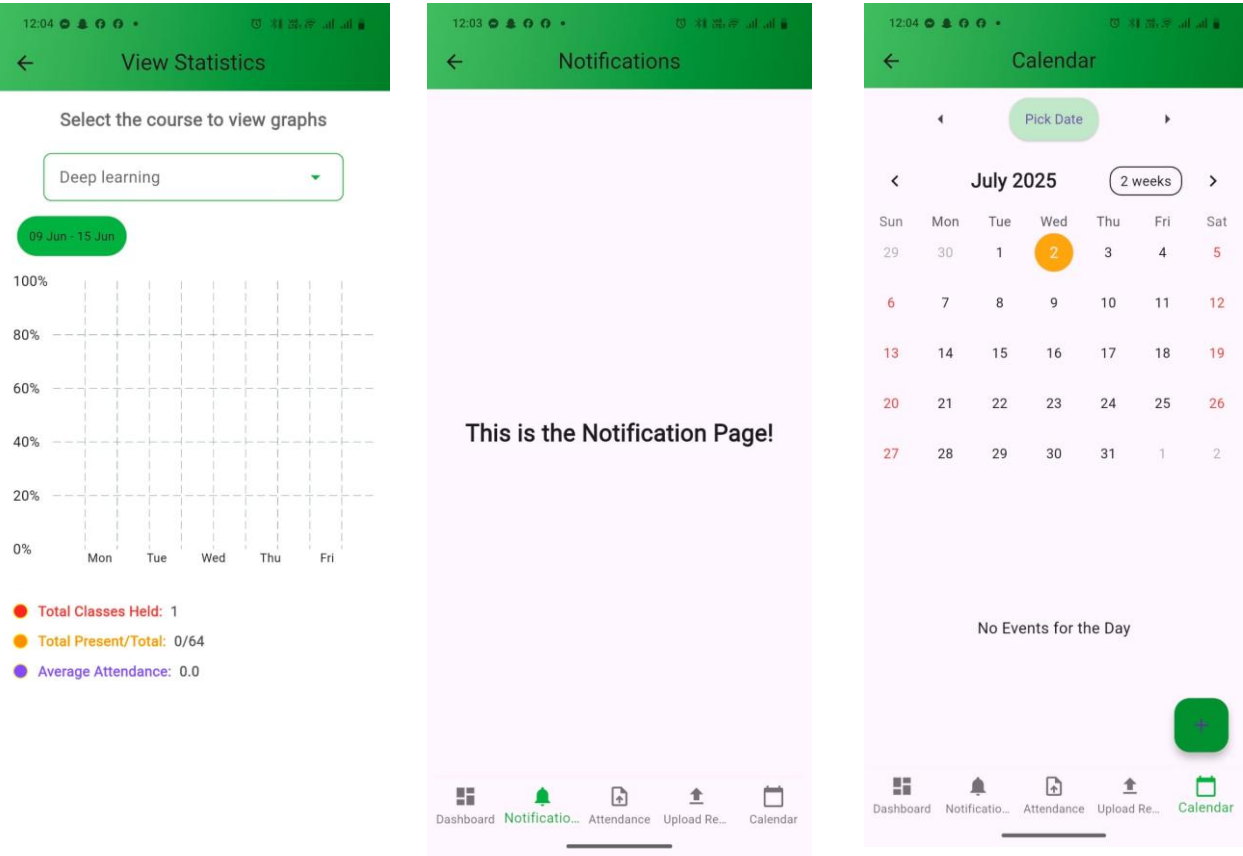 12:04
View Statistics
Select the course to view graphs
Deep learning
09 Jun - 15 Jun
100%
80%
60%
40%
20%
0%
Mon Tue Wed Thu Fri
Total Classes Held: 1
Total Present/Total: 0/64
Average Attendance: 0.0
12:03
Notifications
This is the Notification Page!
Dashboard Notificatio... Attendance Upload Re... Calendar
12:04
Calendar
Pick Date
July 2025 2 weeks
Sun Mon Tue Wed Thu Fri Sat
29 30 1 2 3 4 5
6 7 8 9 10 11 12
13 14 15 16 17 18 19
20 21 22 23 24 25 26
27 28 29 30 31 1 2
No Events for the Day
+
Dashboard Notificatio... Attendance Upload Re... Calendar